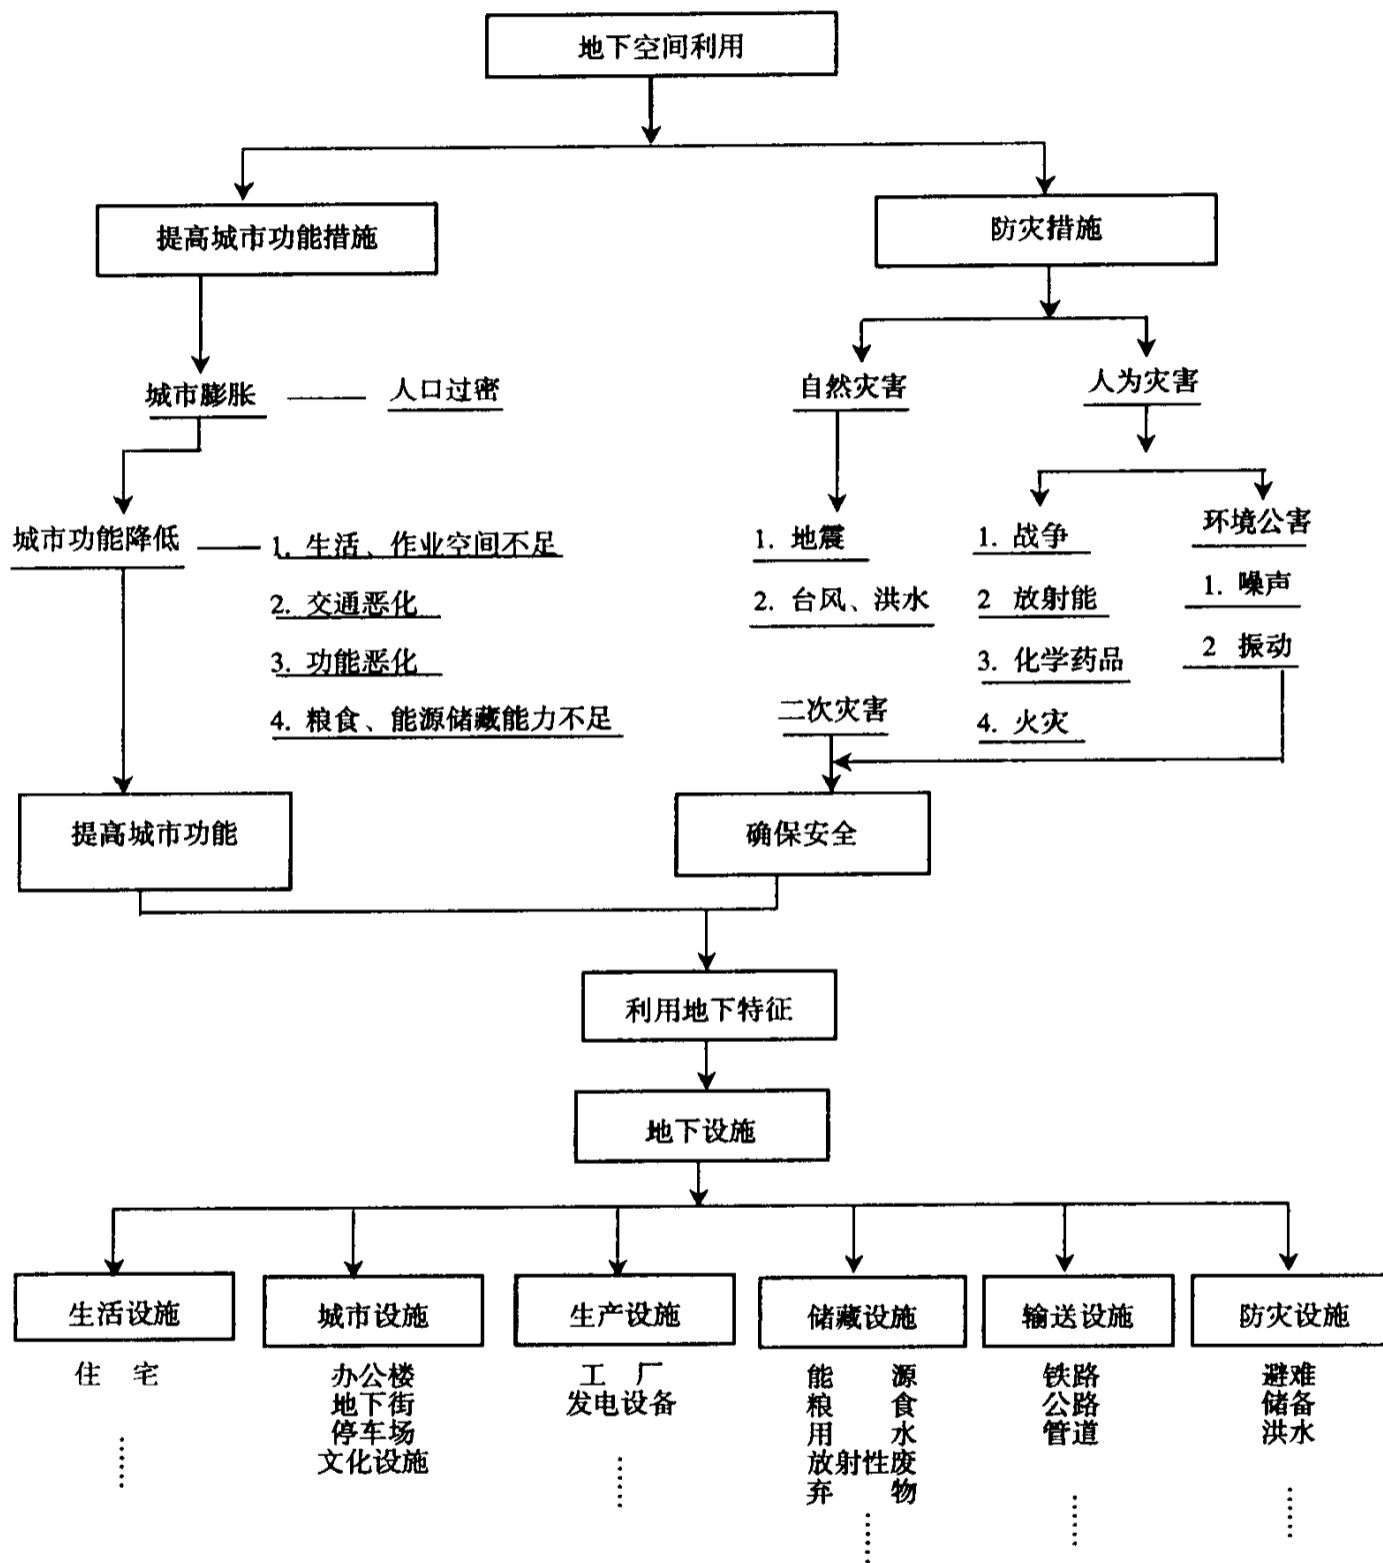 地下空间利用
提高城市功能措施
防灾措施
城市膨胀
人口过密
自然灾害
人为灾害
城市功能降低
1. 生活、作业空间不足
2. 交通恶化
3. 功能恶化
4. 粮食、能源储藏能力不足
1. 地震
2. 台风、洪水
1. 战争
2 放射能
3. 化学药品
4. 火灾
环境公害
1. 噪声
2 振动
二次灾害
提高城市功能
确保安全
利用地下特征
地下设施
生活设施
住 宅
……
城市设施
办公楼
地下街
停车场
文化设施
生产设施
工 厂
发电设备
……
储藏设施
能 源
粮 食
用 水
放射性废
弃 物
……
输送设施
铁路
公路
管道
……
防灾设施
避难
储备
洪水
……